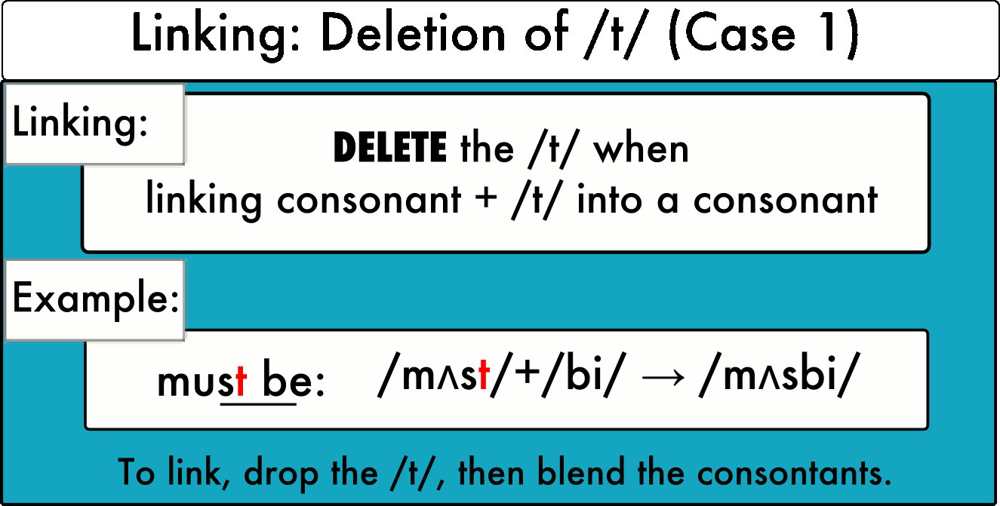 Linking: Deletion of /t/ (Case 1)
Linking:
DELETE the /t/ when
linking consonant + /t/ into a consonant
Example:
must be: /mʌst/+/bi/ → /mʌsbi/
To link, drop the /t/, then blend the consontants.